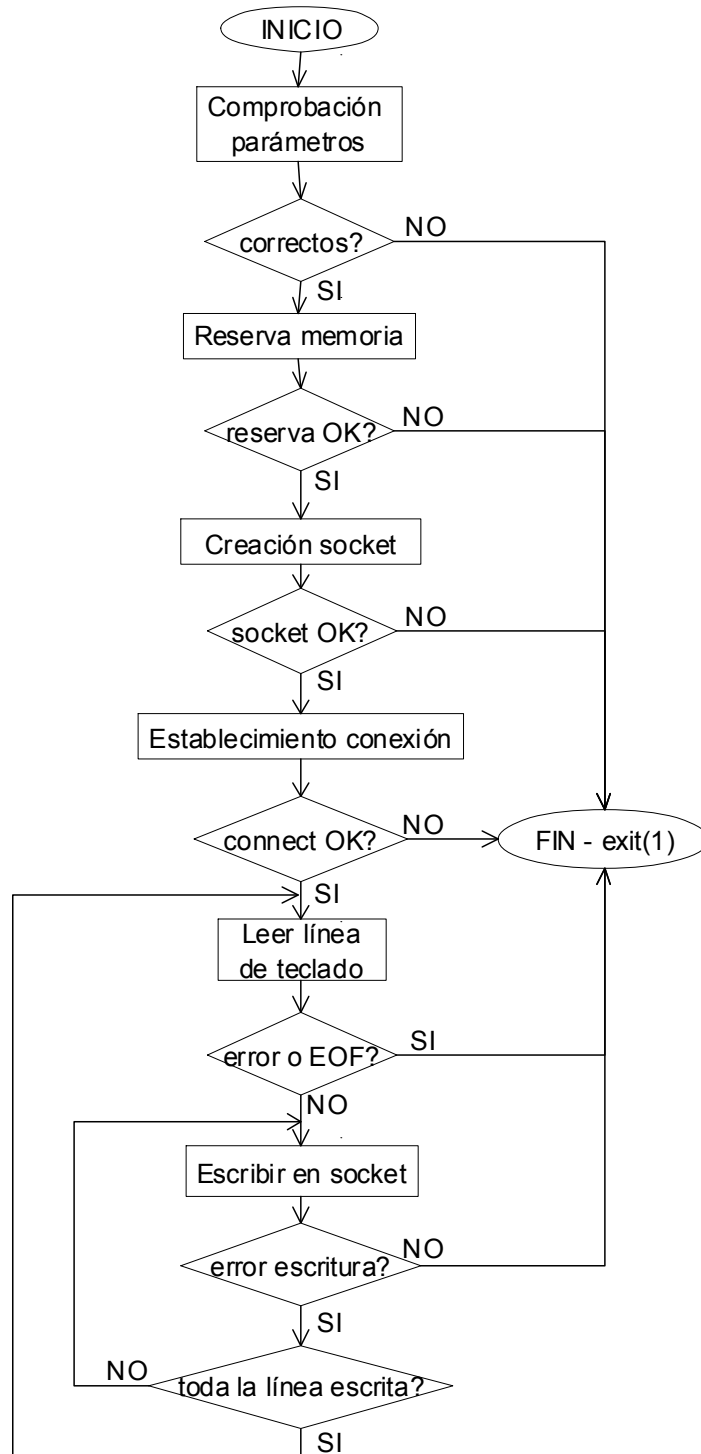 INICIO
Comprobación
parámetros
correctos?
NO
SI
Reserva memoria
reserva OK?
NO
SI
Creación socket
socket OK?
NO
SI
Establecimiento conexión
connect OK?
NO
FIN - exit(1)
SI
Leer línea
de teclado
error o EOF?
SI
NO
Escribir en socket
error escritura?
NO
SI
NO
toda la línea escrita?
SI